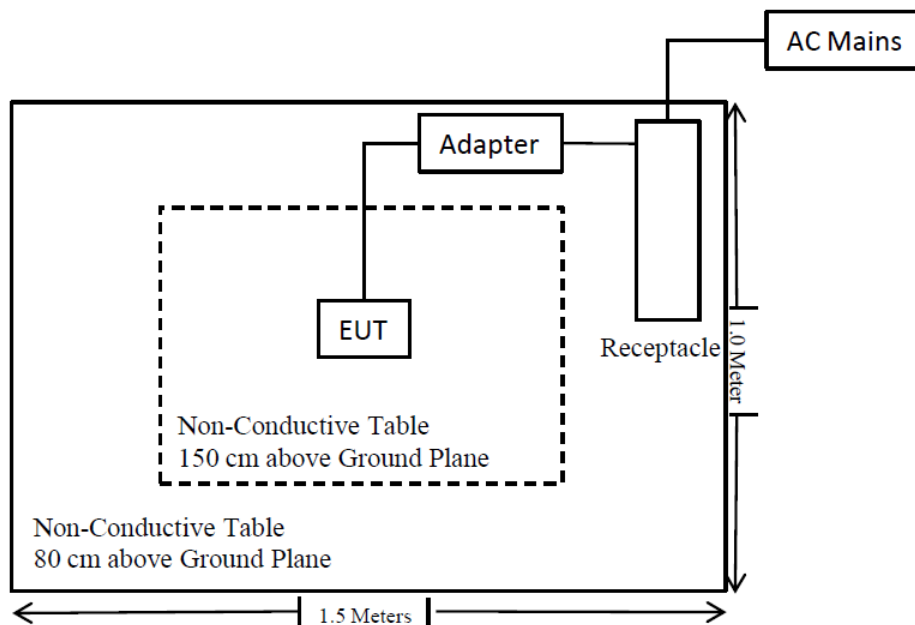 AC Mains
Adapter
EUT
Receptacle
1.0 Meter
Non-Conductive Table
150 cm above Ground Plane
Non-Conductive Table
80 cm above Ground Plane
1.5 Meters